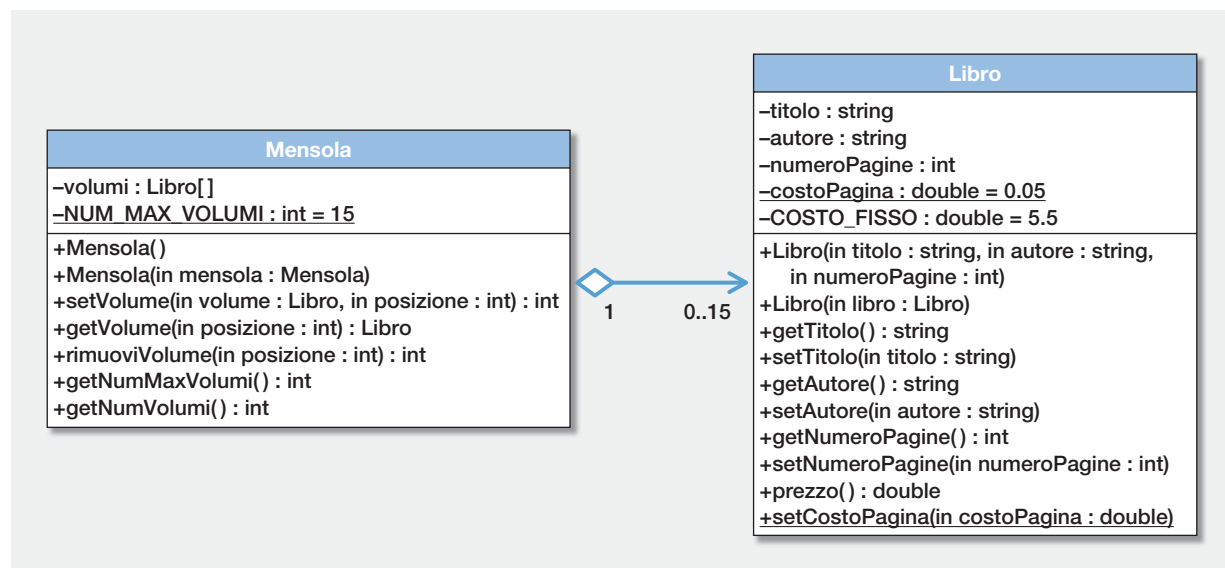 Mensola
–volumi : Libro[ ]
–NUM_MAX_VOLUMI : int = 15
+Mensola()
+Mensola(in mensola : Mensola)
+setVolume(in volume : Libro, in posizione : int) : int
+getVolume(in posizione : int) : Libro
+rimuoviVolume(in posizione : int) : int
+getNumMaxVolumi() : int
+getNumVolumi() : int
1
0..15
Libro
–titolo : string
–autore : string
–numeroPagine : int
–costoPagina : double = 0.05
–COSTO_FISSO : double = 5.5
+Libro(in titolo : string, in autore : string,
in numeroPagine : int)
+Libro(in libro : Libro)
+getTitolo() : string
+setTitolo(in titolo : string)
+getAutore() : string
+setAutore(in autore : string)
+getNumeroPagine() : int
+setNumeroPagine(in numeroPagine : int)
+prezzo() : double
+setCostoPagina(in costoPagina : double)